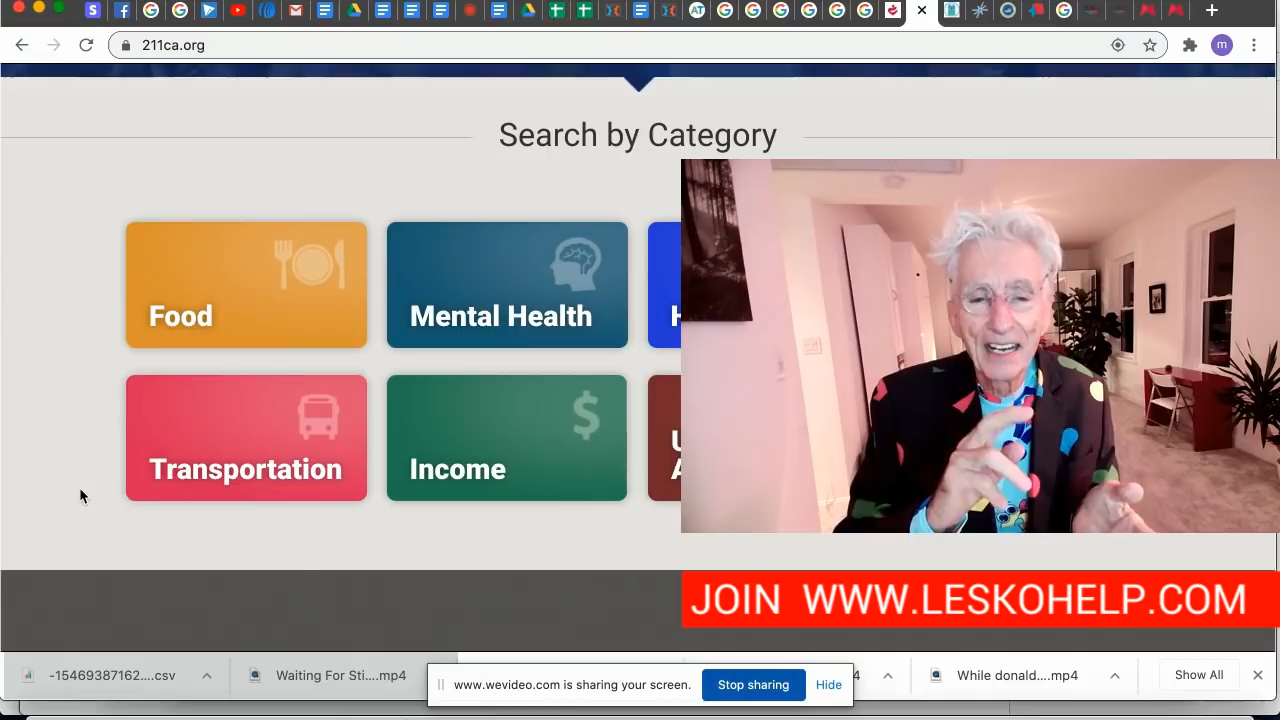 211ca.org
m
Search by Category
Food
Mental Health
H
Transportation
Income
U
A
JOIN WWW.LESKOHELP.COM
-15469387162....csv
Waiting For Sti....mp4
www.wevideo.com is sharing your screen.
Stop sharing
Hide
4
While donald....mp4
Show All